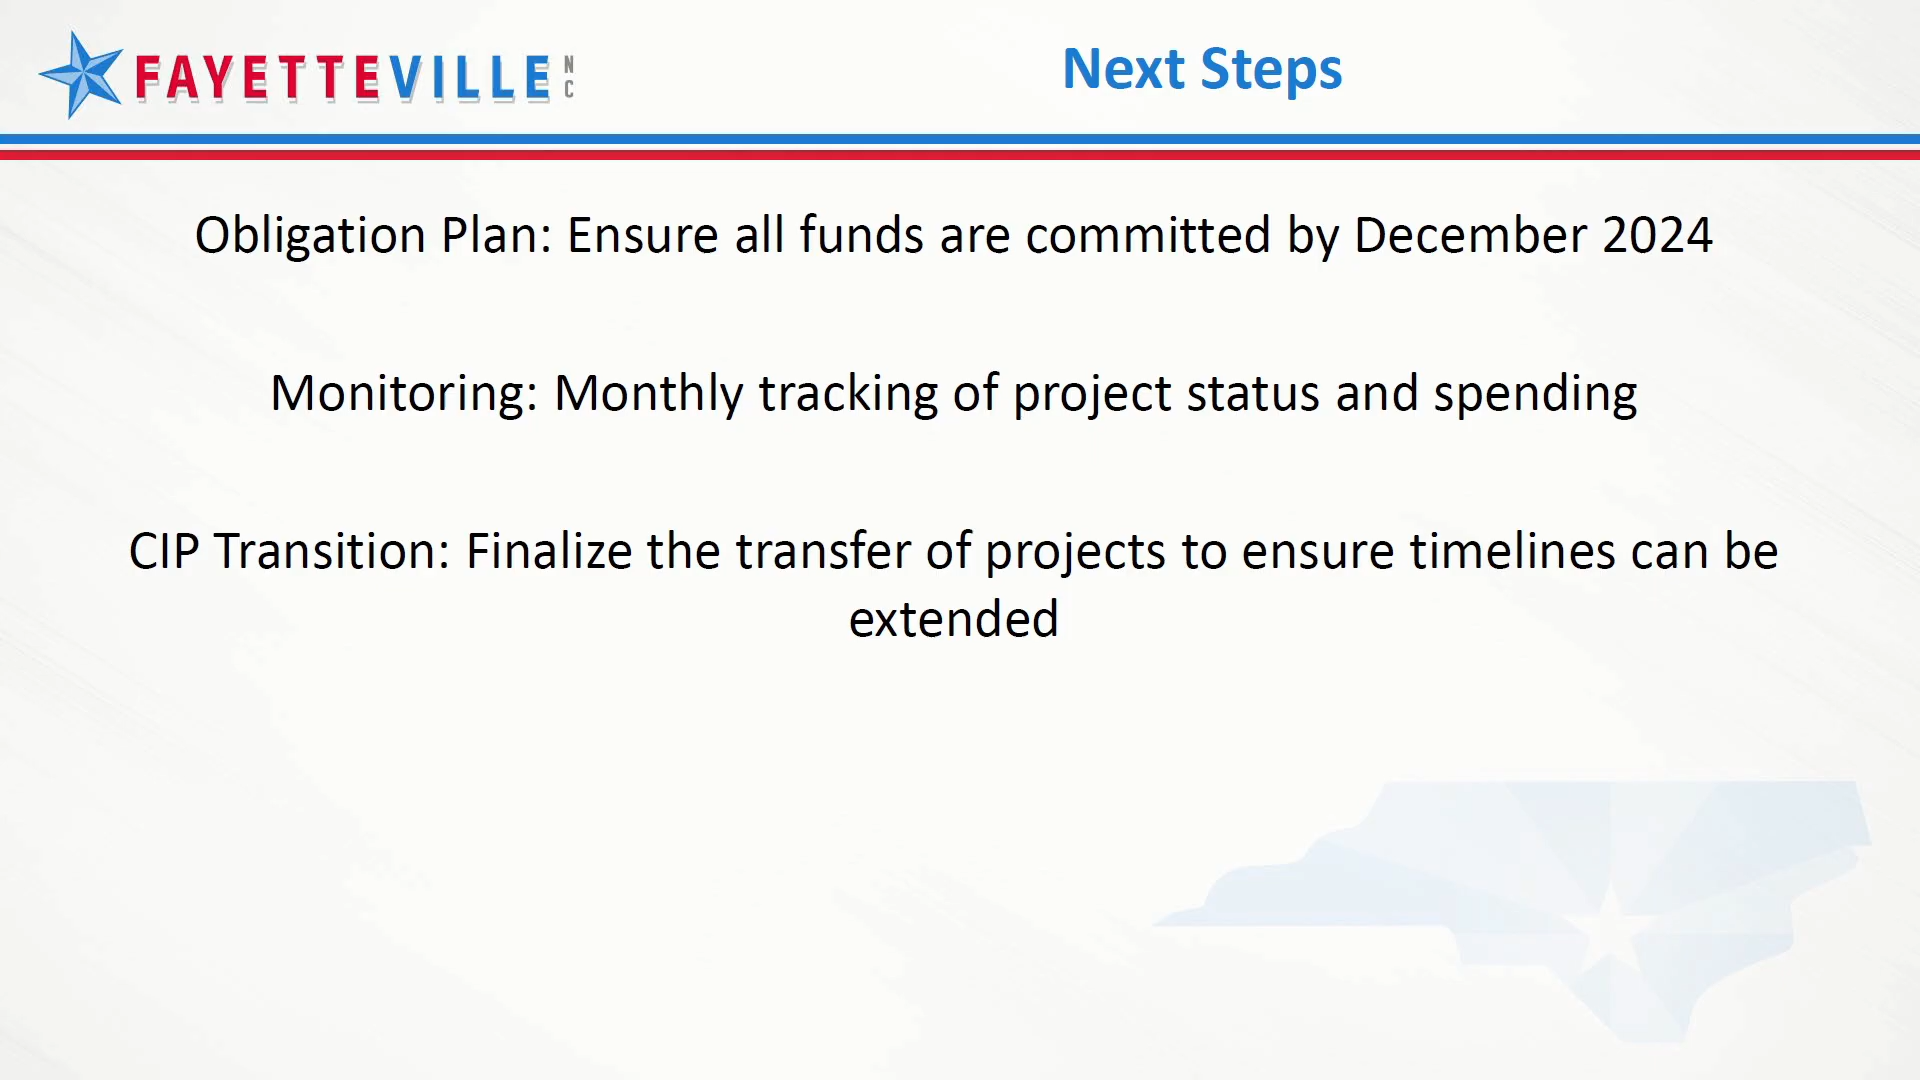 FAYETTEVILLE NC
Next Steps
Obligation Plan: Ensure all funds are committed by December 2024
Monitoring: Monthly tracking of project status and spending
CIP Transition: Finalize the transfer of projects to ensure timelines can be
extended